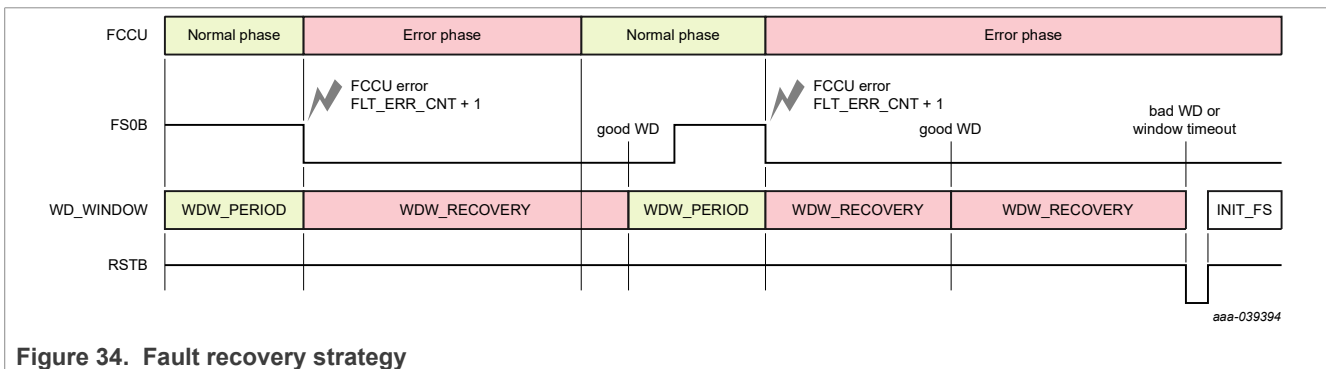 FCCU
Normal phase
Error phase
Normal phase
Error phase
FCCU error
FLT_ERR_CNT + 1
FCCU error
FLT_ERR_CNT + 1
FS0B
good WD
good WD
bad WD or
window timeout
WD_WINDOW
WDW_PERIOD
WDW_RECOVERY
WDW_PERIOD
WDW_RECOVERY
WDW_RECOVERY
INIT_FS
RSTB
aaa-039394
Figure 34. Fault recovery strategy